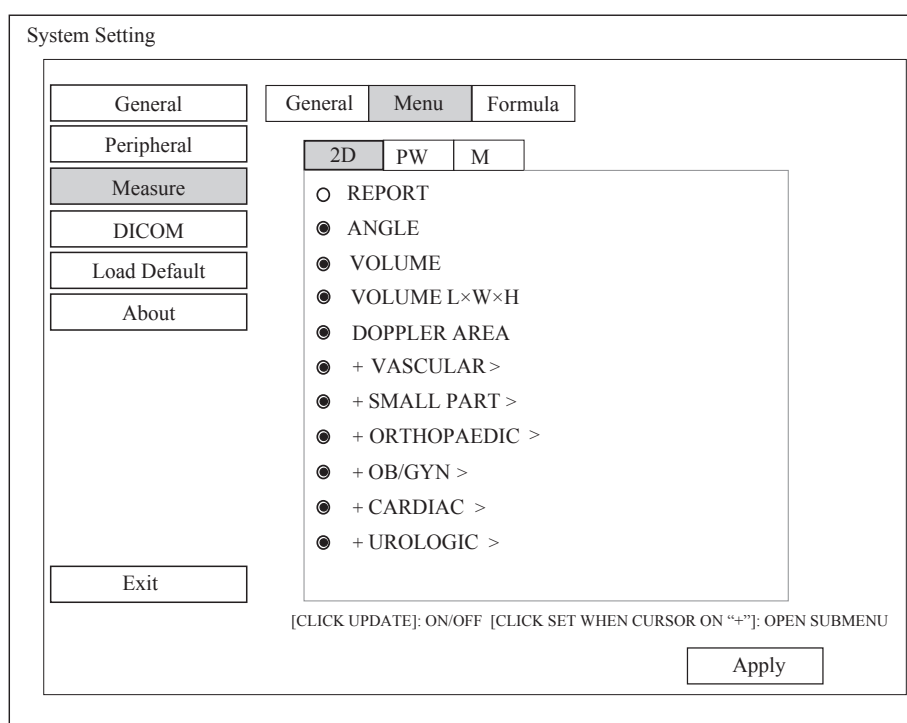 System Setting
General
Peripheral
Measure
DICOM
Load Default
About
Exit
General Menu Formula
2D PW M
REPORT
ANGLE
VOLUME
VOLUME L×W×H
DOPPLER AREA
+ VASCULAR >
+ SMALL PART >
+ ORTHOPAEDIC >
+ OB/GYN >
+ CARDIAC >
+ UROLOGIC >
[CLICK UPDATE]: ON/OFF [CLICK SET WHEN CURSOR ON “+”]: OPEN SUBMENU
Apply